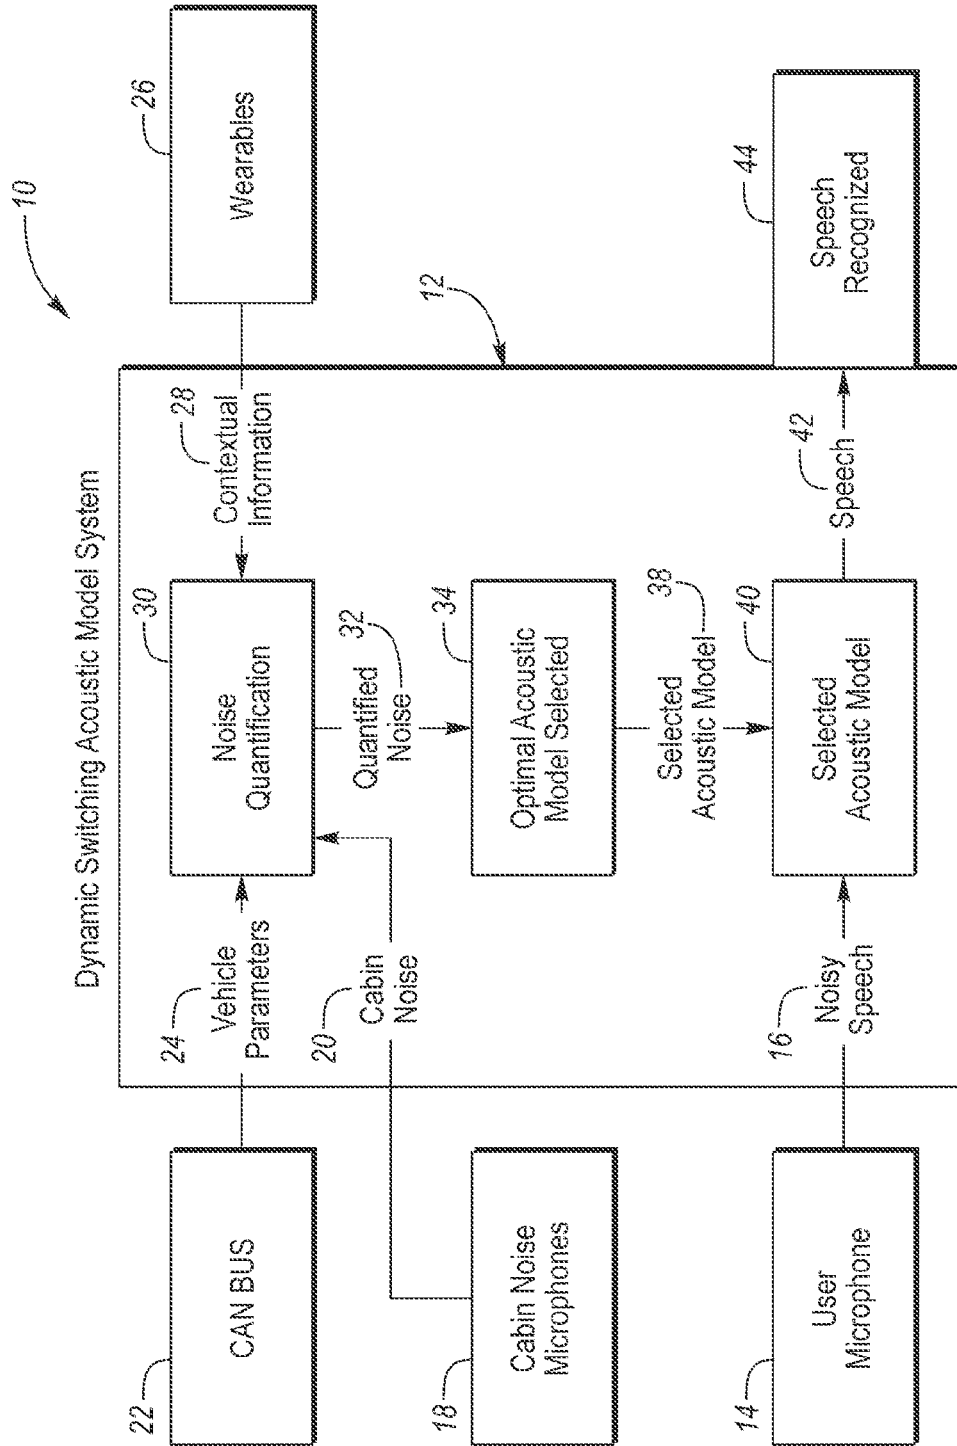 10
Dynamic Switching Acoustic Model System
12
22
CAN BUS
24
Vehicle
Parameters
30
Noise
Quantification
28
Contextual
Information
26
Wearables
20
Cabin
Noise
32
Quantified
Noise
18
Cabin Noise
Microphones
34
Optimal Acoustic
Model Selected
38
Selected
Acoustic Model
14
User
Microphone
16
Noisy
Speech
40
Selected
Acoustic Model
42
Speech
44
Speech
Recognized